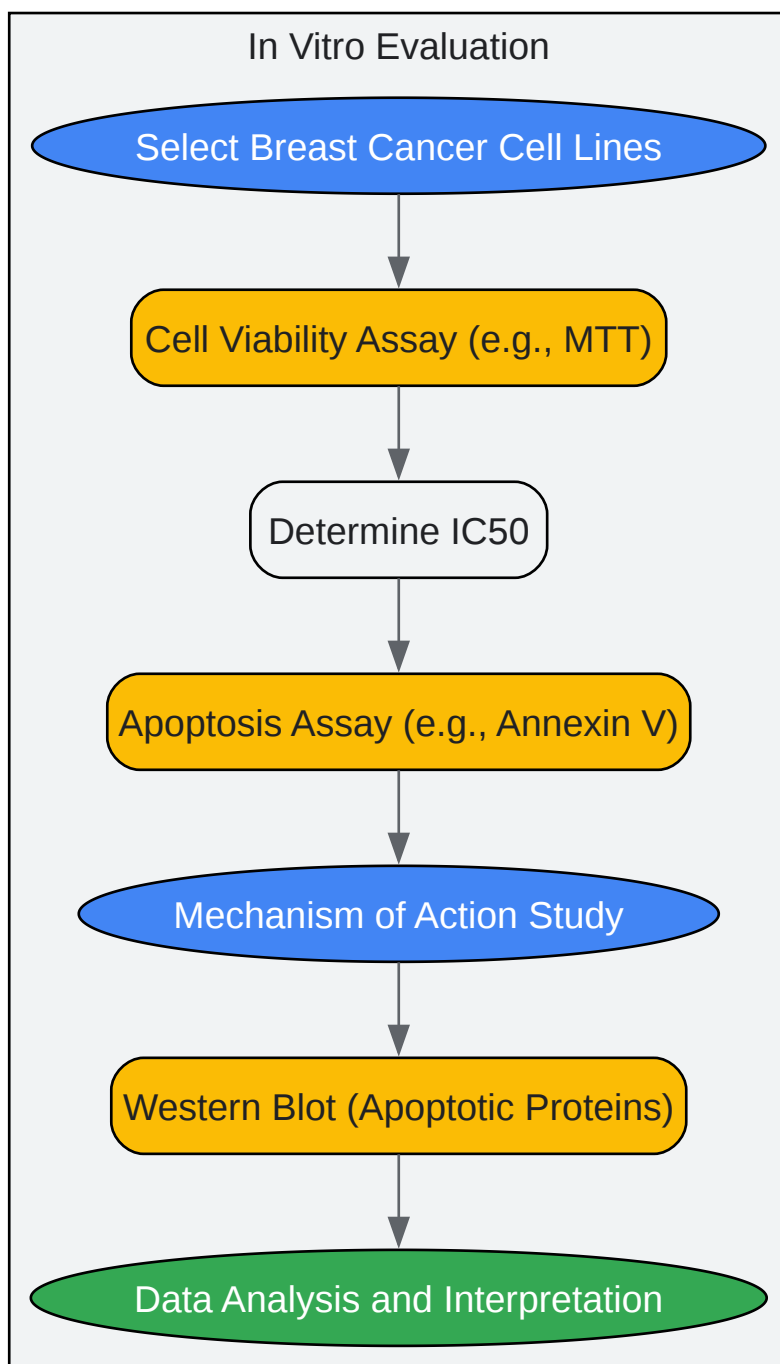 In Vitro Evaluation
Select Breast Cancer Cell Lines
Cell Viability Assay (e.g., MTT)
Determine IC50
Apoptosis Assay (e.g., Annexin V)
Mechanism of Action Study
Western Blot (Apoptotic Proteins)
Data Analysis and Interpretation